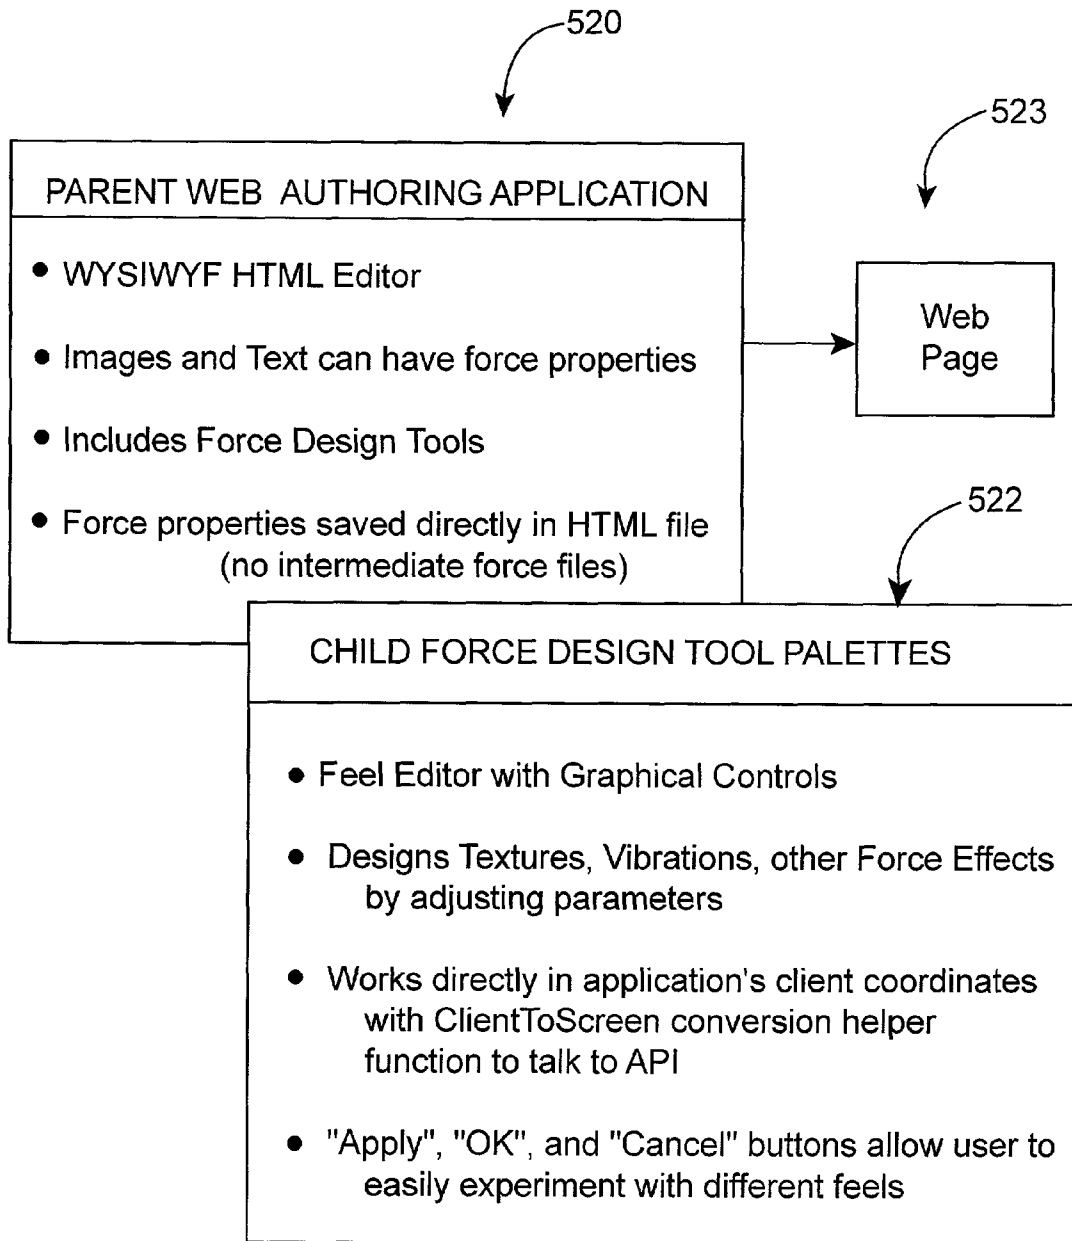 520
523
PARENT WEB AUTHORING APPLICATION
• WYSIWYF HTML Editor
• Images and Text can have force properties
• Includes Force Design Tools
• Force properties saved directly in HTML file
(no intermediate force files)
Web
Page
522
CHILD FORCE DESIGN TOOL PALETTES
• Feel Editor with Graphical Controls
• Designs Textures, Vibrations, other Force Effects
by adjusting parameters
• Works directly in application's client coordinates
with ClientToScreen conversion helper
function to talk to API
• "Apply", "OK", and "Cancel" buttons allow user to
easily experiment with different feels